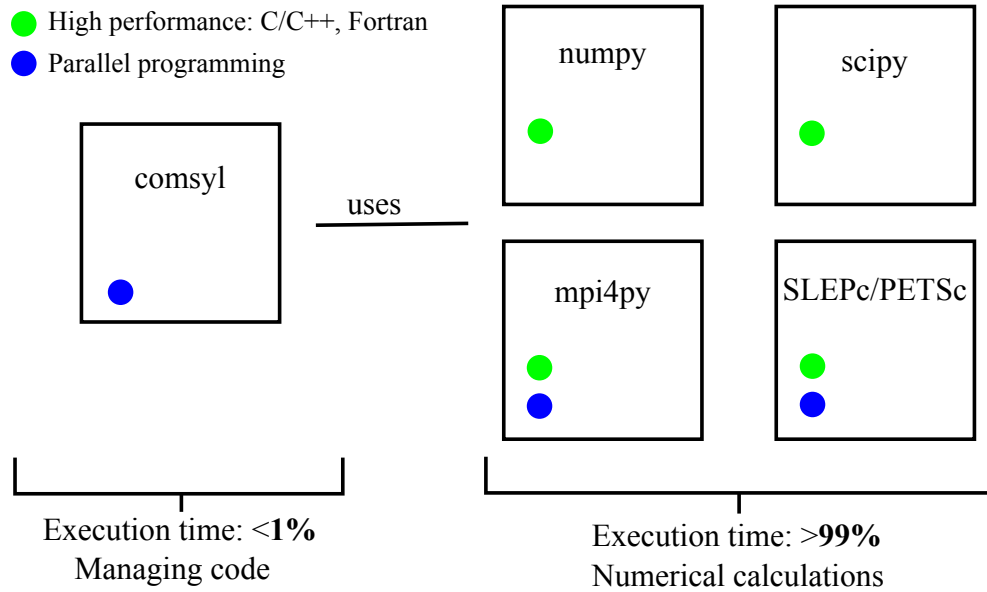 High performance: C/C++, Fortran
Parallel programming
comsyl
uses
numpy
scipy
mpi4py
SLEPc/PETSc
Execution time: <1%
Managing code
Execution time: >99%
Numerical calculations